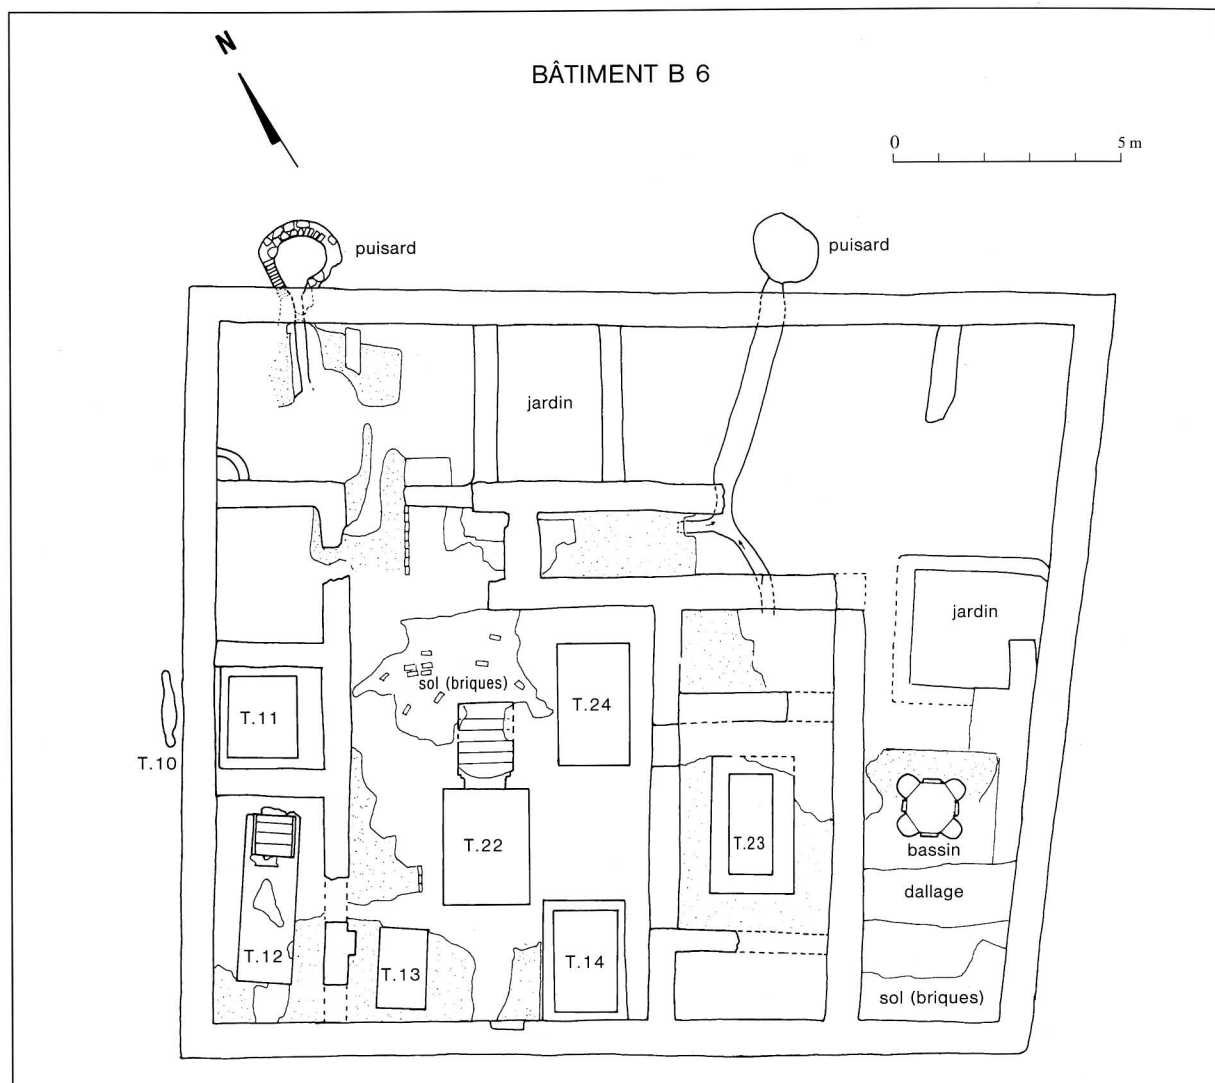 N
BÂTIMENT B 6
0 5 m
puisard
puisard
jardin
jardin
sol (briques)
T.24
T.11
T.10
T.22
T.23
bassin
dallage
T.12
T.13
T.14
sol (briques)